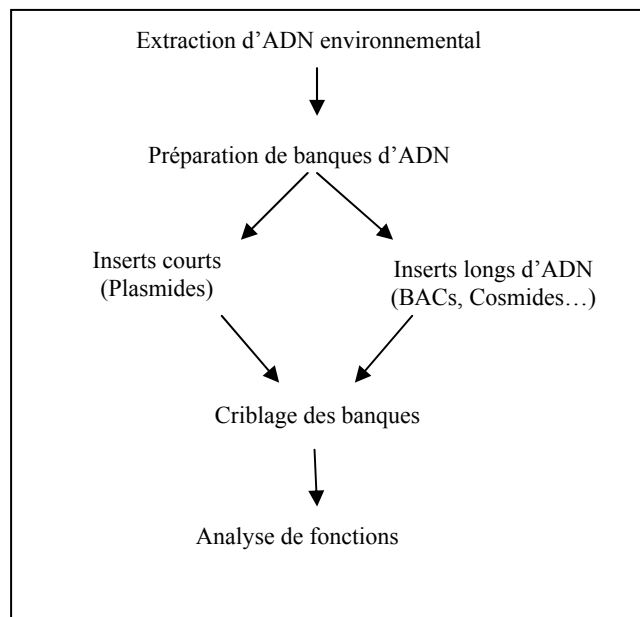 Extraction d’ADN environnemental
Préparation de banques d’ADN
Inserts courts
(Plasmides)
Inserts longs d’ADN
(BACs, Cosmides…)
Criblage des banques
Analyse de fonctions